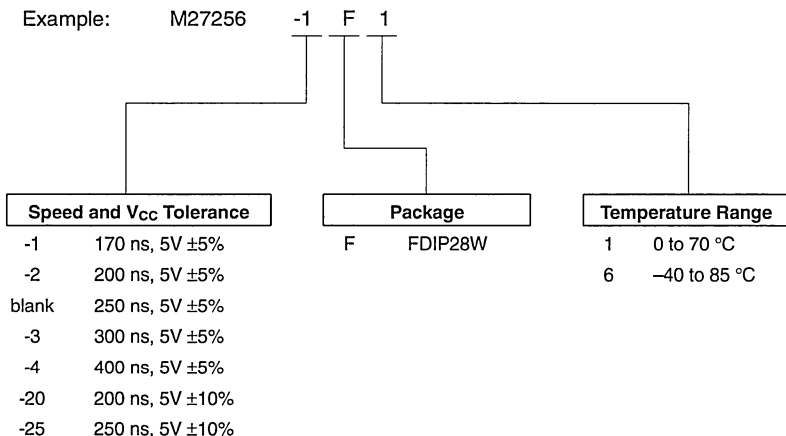 Example: M27256 -1 F 1
Speed and VCC Tolerance
-1 170 ns, 5V ±5%
-2 200 ns, 5V ±5%
blank 250 ns, 5V ±5%
-3 300 ns, 5V ±5%
-4 400 ns, 5V ±5%
-20 200 ns, 5V ±10%
-25 250 ns, 5V ±10%
Package
F FDIP28W
Temperature Range
1 0 to 70 °C
6 –40 to 85 °C